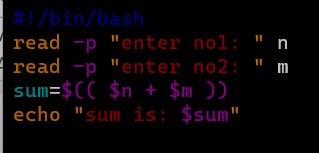 #!/bin/bash
read -p "enter no1: " n
read -p "enter no2: " m
sum=$(( $n + $m ))
echo "sum is: $sum"